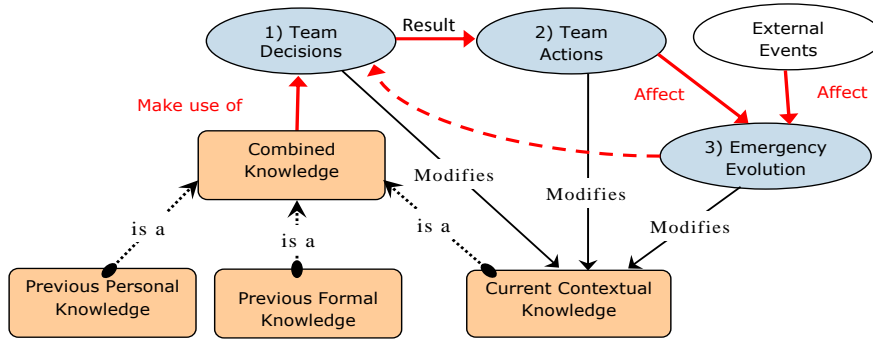 1) Team
Decisions
Result
2) Team
Actions
External
Events
Make use of
Affect
Affect
Combined
Knowledge
3) Emergency
Evolution
Modifies
Modifies
Modifies
is a
is a
is a
Previous Personal
Knowledge
Previous Formal
Knowledge
Current Contextual
Knowledge